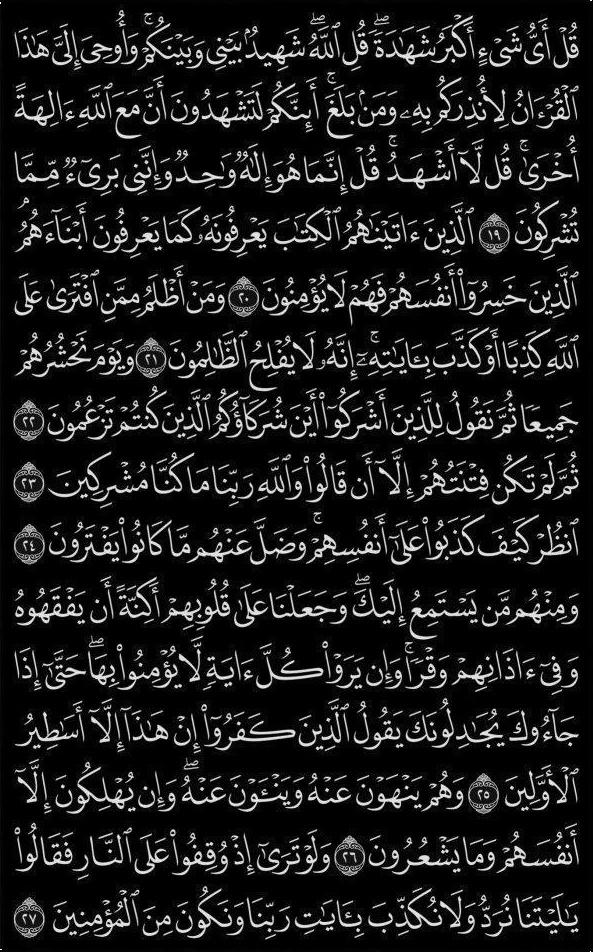 قُلْ أَىُّ شَىْءٍ أَكْبَرُ شَهَٰدَةً ۖ قُلِ ٱللَّهُ ۖ شَهِيدٌۢ بَيْنِى وَبَيْنَكُمْ ۚ وَأُوحِىَ إِلَىَّ هَٰذَا
ٱلْقُرْءَانُ لِأُنذِرَكُم بِهِۦ وَمَنۢ بَلَغَ ۚ أَئِنَّكُمْ لَتَشْهَدُونَ أَنَّ مَعَ ٱللَّهِ ءَالِهَةً
أُخْرَىٰ ۚ قُل لَّآ أَشْهَدُ ۚ قُلْ إِنَّمَا هُوَ إِلَٰهٌ وَٰحِدٌ وَإِنَّنِى بَرِىٓءٌ مِّمَّا
تُشْرِكُونَ ١٩ ٱلَّذِينَ ءَاتَيْنَٰهُمُ ٱلْكِتَٰبَ يَعْرِفُونَهُۥ كَمَا يَعْرِفُونَ أَبْنَآءَهُمُ
ٱلَّذِينَ خَسِرُوٓا۟ أَنفُسَهُمْ فَهُمْ لَا يُؤْمِنُونَ ٢٠ وَمَنْ أَظْلَمُ مِمَّنِ ٱفْتَرَىٰ عَلَى
ٱللَّهِ كَذِبًا أَوْ كَذَّبَ بِـَٔايَٰتِهِۦٓ ۗ إِنَّهُۥ لَا يُفْلِحُ ٱلظَّٰلِمُونَ ٢١ وَيَوْمَ نَحْشُرُهُمْ
جَمِيعًا ثُمَّ نَقُولُ لِلَّذِينَ أَشْرَكُوٓا۟ أَيْنَ شُرَكَآؤُكُمُ ٱلَّذِينَ كُنتُمْ تَزْعُمُونَ ٢٢
ثُمَّ لَمْ تَكُن فِتْنَتُهُمْ إِلَّآ أَن قَالُوا۟ وَٱللَّهِ رَبِّنَا مَا كُنَّا مُشْرِكِينَ ٢٣
ٱنظُرْ كَيْفَ كَذَبُوا۟ عَلَىٰٓ أَنفُسِهِمْ ۚ وَضَلَّ عَنْهُم مَّا كَانُوا۟ يَفْتَرُونَ ٢٤
وَمِنْهُم مَّن يَسْتَمِعُ إِلَيْكَ ۖ وَجَعَلْنَا عَلَىٰ قُلُوبِهِمْ أَكِنَّةً أَن يَفْقَهُوهُ
وَفِىٓ ءَاذَانِهِمْ وَقْرًا ۚ وَإِن يَرَوْا۟ كُلَّ ءَايَةٍ لَّا يُؤْمِنُوا۟ بِهَا ۖ حَتَّىٰٓ إِذَا
جَآءُوكَ يُجَٰدِلُونَكَ يَقُولُ ٱلَّذِينَ كَفَرُوٓا۟ إِنْ هَٰذَآ إِلَّآ أَسَٰطِيرُ
ٱلْأَوَّلِينَ ٢٥ وَهُمْ يَنْهَوْنَ عَنْهُ وَيَنْـَٔوْنَ عَنْهُ ۖ وَإِن يُهْلِكُونَ إِلَّآ
أَنفُسَهُمْ وَمَا يَشْعُرُونَ ٢٦ وَلَوْ تَرَىٰٓ إِذْ وُقِفُوا۟ عَلَى ٱلنَّارِ فَقَالُوا۟
يَٰلَيْتَنَا نُرَدُّ وَلَا نُكَذِّبَ بِـَٔايَٰتِ رَبِّنَا وَنَكُونَ مِنَ ٱلْمُؤْمِنِينَ ٢٧